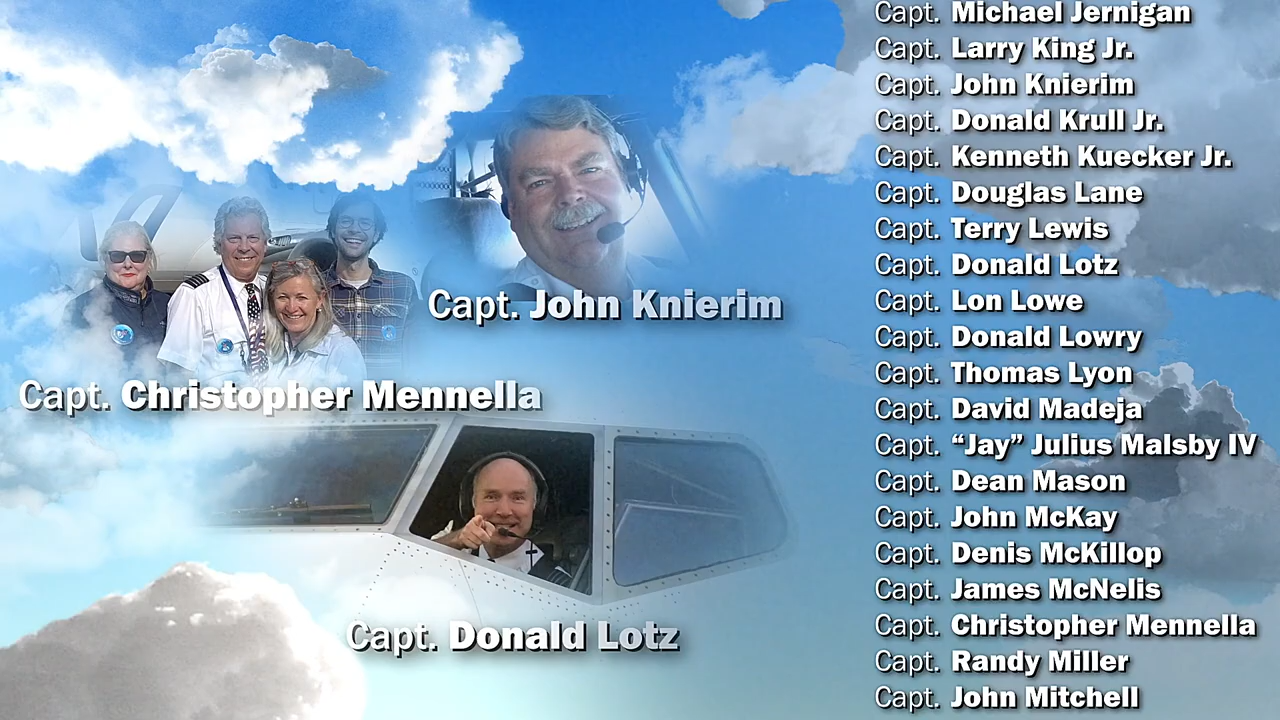 Capt. John Knierim
Capt. Christopher Mennella
Capt. Donald Lotz
Capt. Michael Jernigan
Capt. Larry King Jr.
Capt. John Knierim
Capt. Donald Krull Jr.
Capt. Kenneth Kuecker Jr.
Capt. Douglas Lane
Capt. Terry Lewis
Capt. Donald Lotz
Capt. Lon Lowe
Capt. Donald Lowry
Capt. Thomas Lyon
Capt. David Madeja
Capt. “Jay” Julius Malsby IV
Capt. Dean Mason
Capt. John McKay
Capt. Denis McKillop
Capt. James McNelis
Capt. Christopher Mennella
Capt. Randy Miller
Capt. John Mitchell